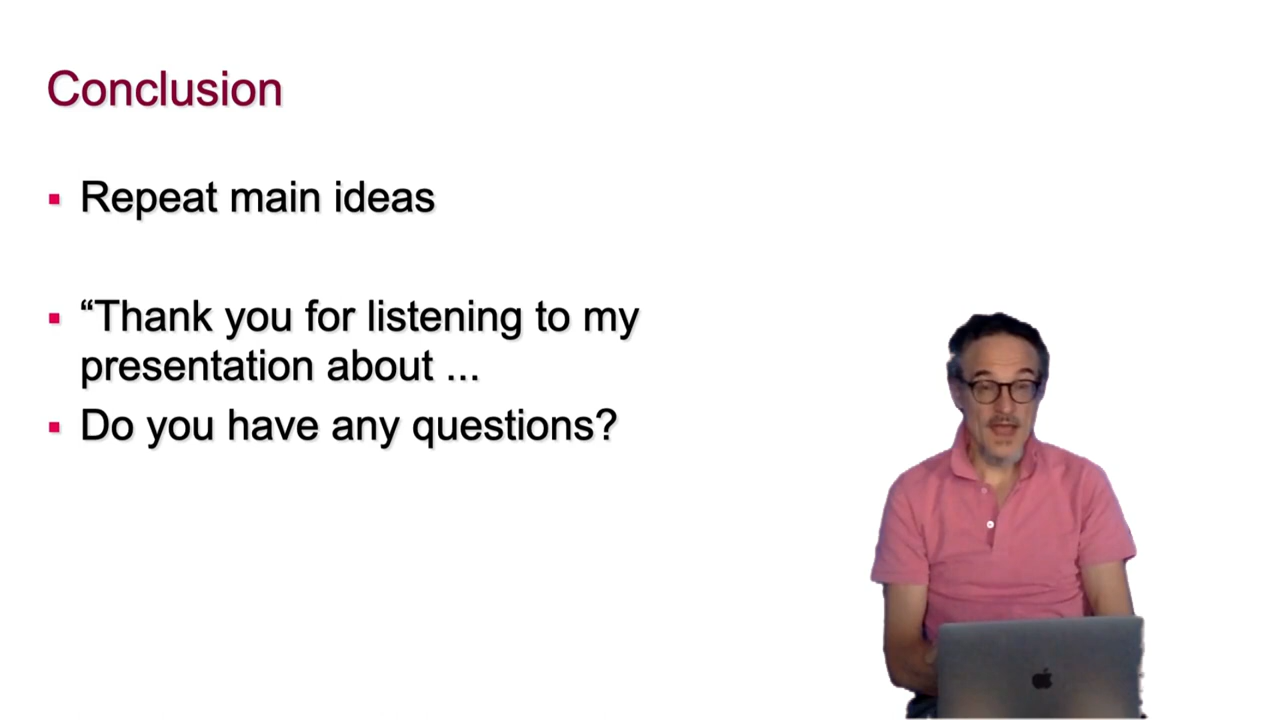 Conclusion
▪ Repeat main ideas
▪ “Thank you for listening to my
presentation about ...
▪ Do you have any questions?